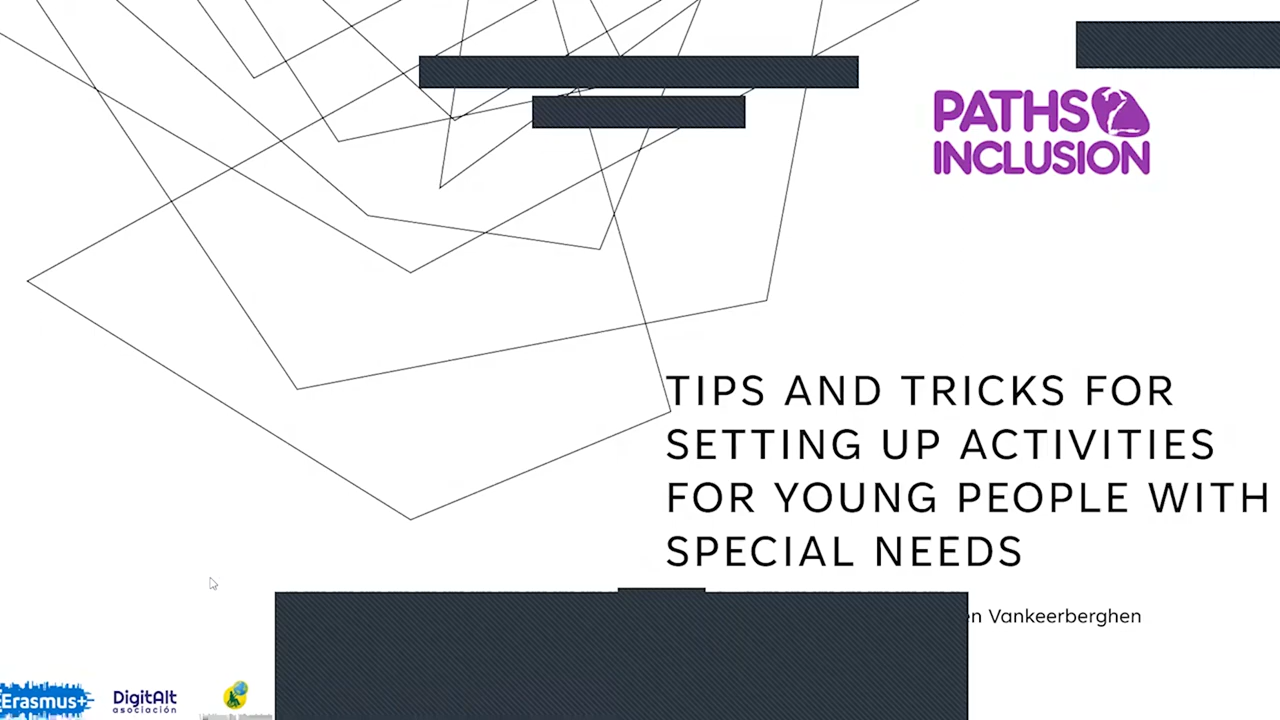 PATHS
INCLUSION
TIPS AND TRICKS FOR
SETTING UP ACTIVITIES
FOR YOUNG PEOPLE WITH
SPECIAL NEEDS
en Vankeerberghen
Erasmus+
DigitAlt
asociación